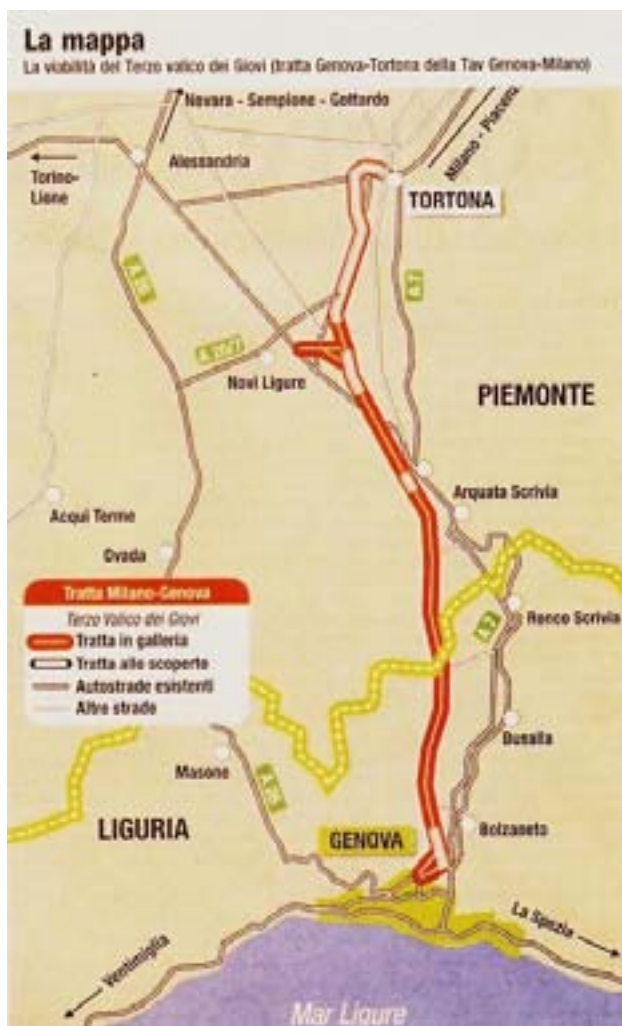 La mappa
La viabilità del Terzo valico dei Giovi (tratta Genova-Tortona della Tav Genova-Milano)
Novara - Sempione - Gottardo
Milano - Piacenza
Alessandria
Torino-
Lione
TORTONA
A 26
A 7
A 26/7
Novi Ligure
PIEMONTE
Acqui Terme
Arquata Scrivia
Ovada
Tratta Milano-Genova
Terzo Valico dei Giovi
Tratta in galleria
Tratta allo scoperto
Autostrade esistenti
Altre strade
Ronco Scrivia
A 7
Busalla
Masone
A 26
LIGURIA
GENOVA
Bolzaneto
La Spezia
Ventimiglia
Mar Ligure